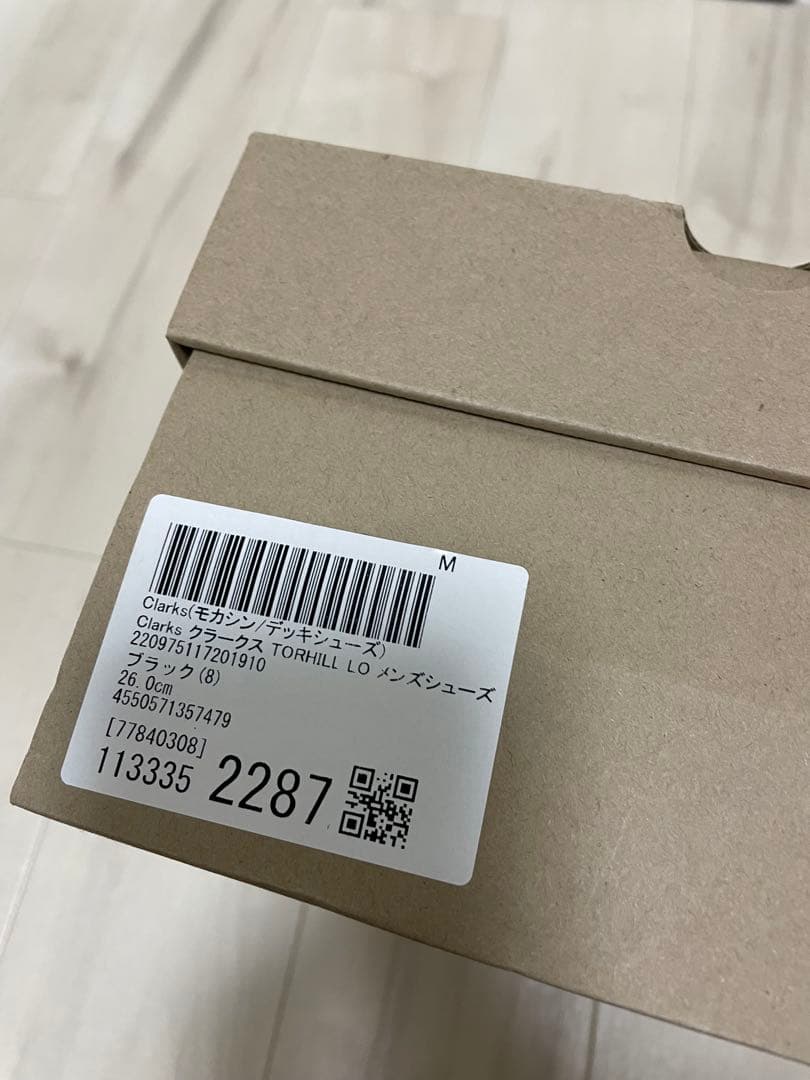 M
Clarks(モカシン/デッキシューズ)
Clarks クラークス TORHILL LO メンズシューズ
220975117201910
ブラック(8)
26.0cm
4550571357479
[77840308]
113335 2287